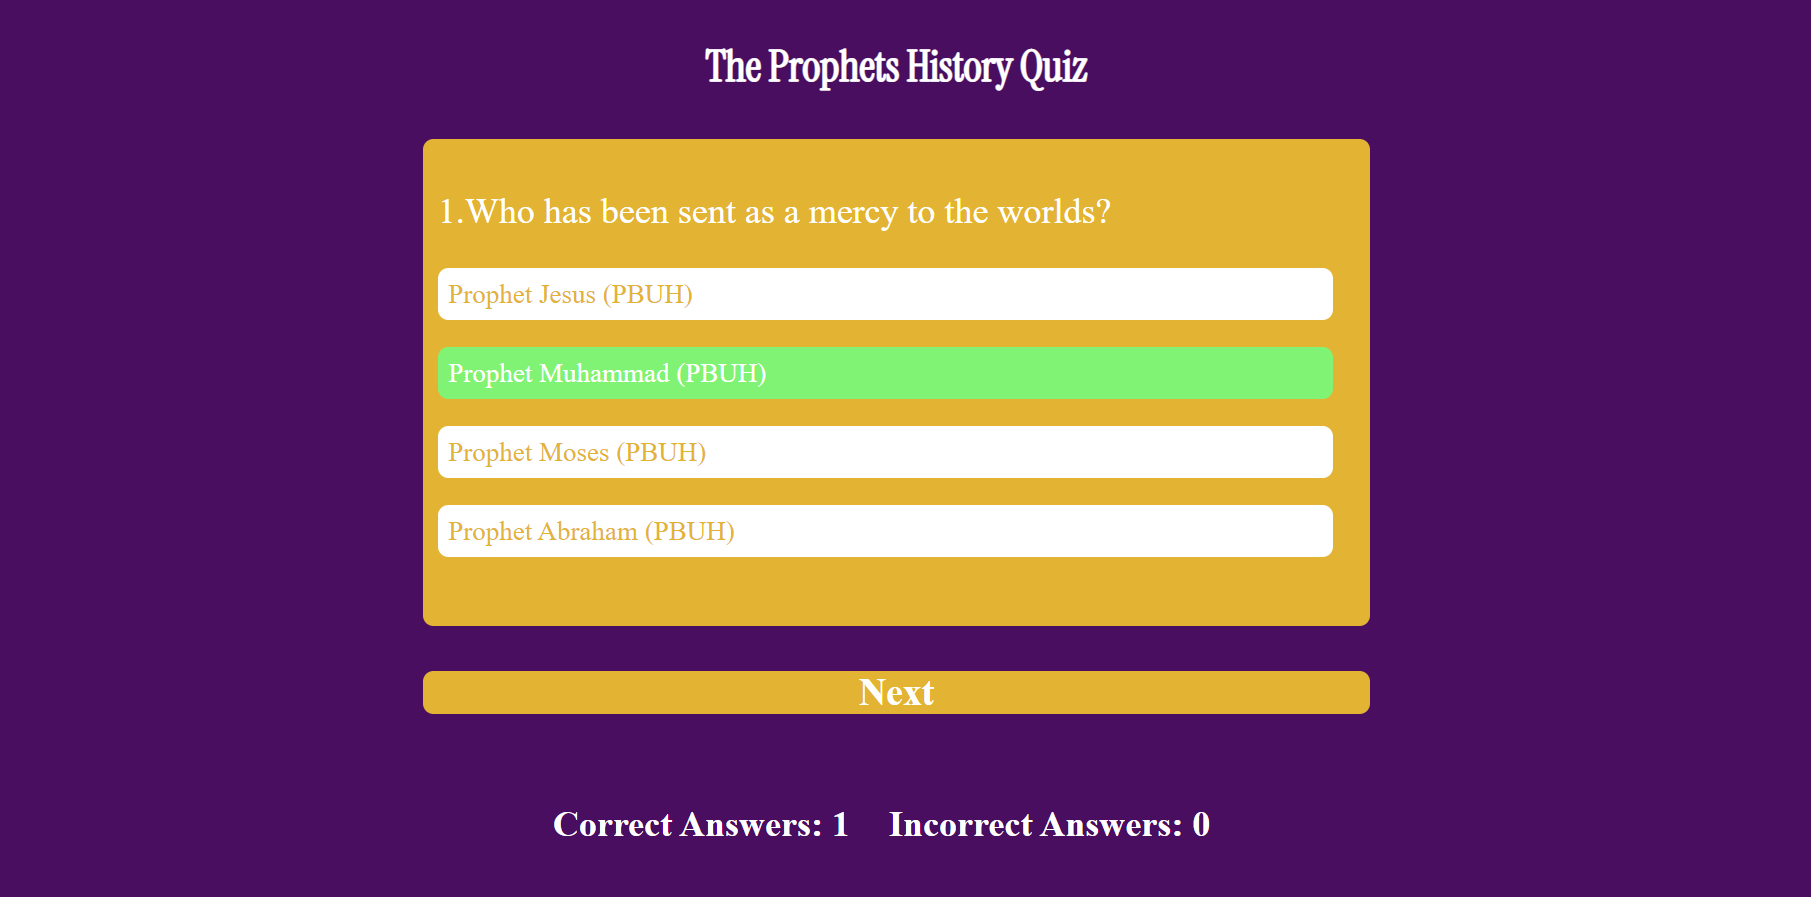 The Prophets History Quiz
1.Who has been sent as a mercy to the worlds?
Prophet Jesus (PBUH)
Prophet Muhammad (PBUH)
Prophet Moses (PBUH)
Prophet Abraham (PBUH)
Next
Correct Answers: 1 Incorrect Answers: 0